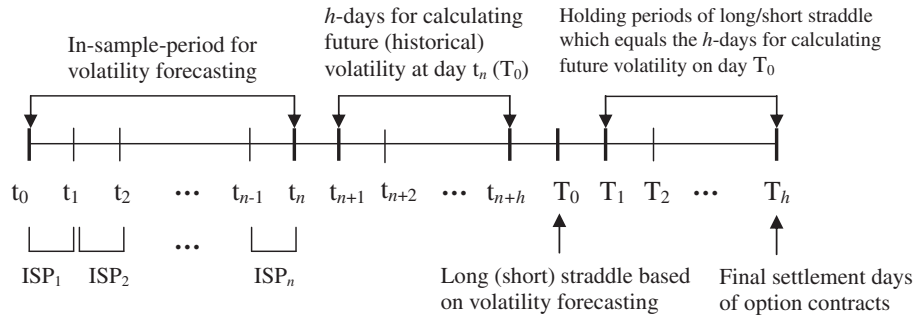 In-sample-period for
volatility forecasting
h-days for calculating
future (historical)
volatility at day tₙ (T₀)
Holding periods of long/short straddle
which equals the h-days for calculating
future volatility on day T₀
t₀ t₁ t₂ ... tₙ₋₁ tₙ tₙ₊₁ tₙ₊₂ ... tₙ₊ₕ T₀ T₁ T₂ ... Tₕ
...
ISP₁ ISP₂ ISPₙ
Long (short) straddle based
on volatility forecasting
Final settlement days
of option contracts